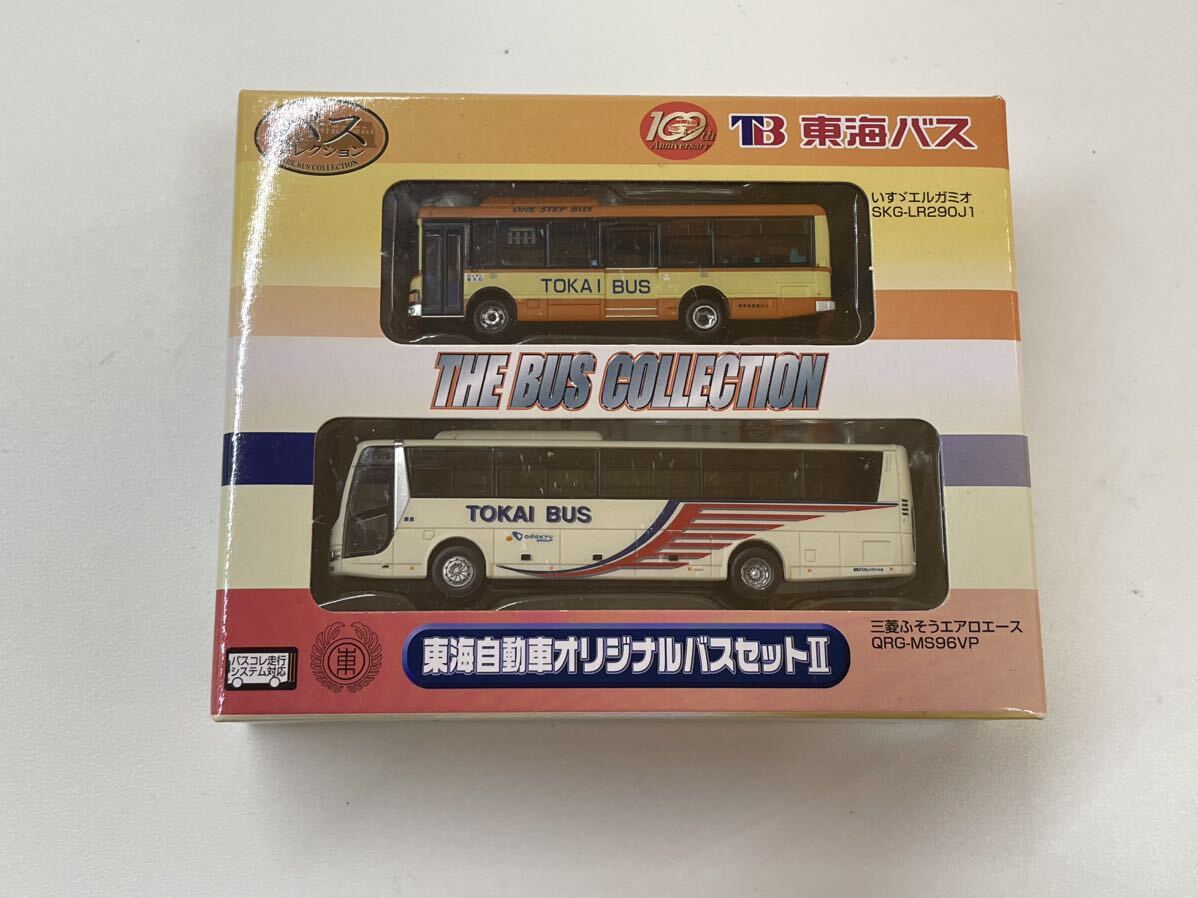 バス
コレクション
THE BUS COLLECTION
100th
Anniversary
TB 東海バス
いすゞエルガミオ
SKG-LR290J1
ONE-STEP BUS
TOKAI BUS
THE BUS COLLECTION
TOKAI BUS
odakyu
GROUP
三菱ふそうエアロエース
QRG-MS96VP
バスコレ走行
システム対応
東
東海自動車オリジナルバスセットII